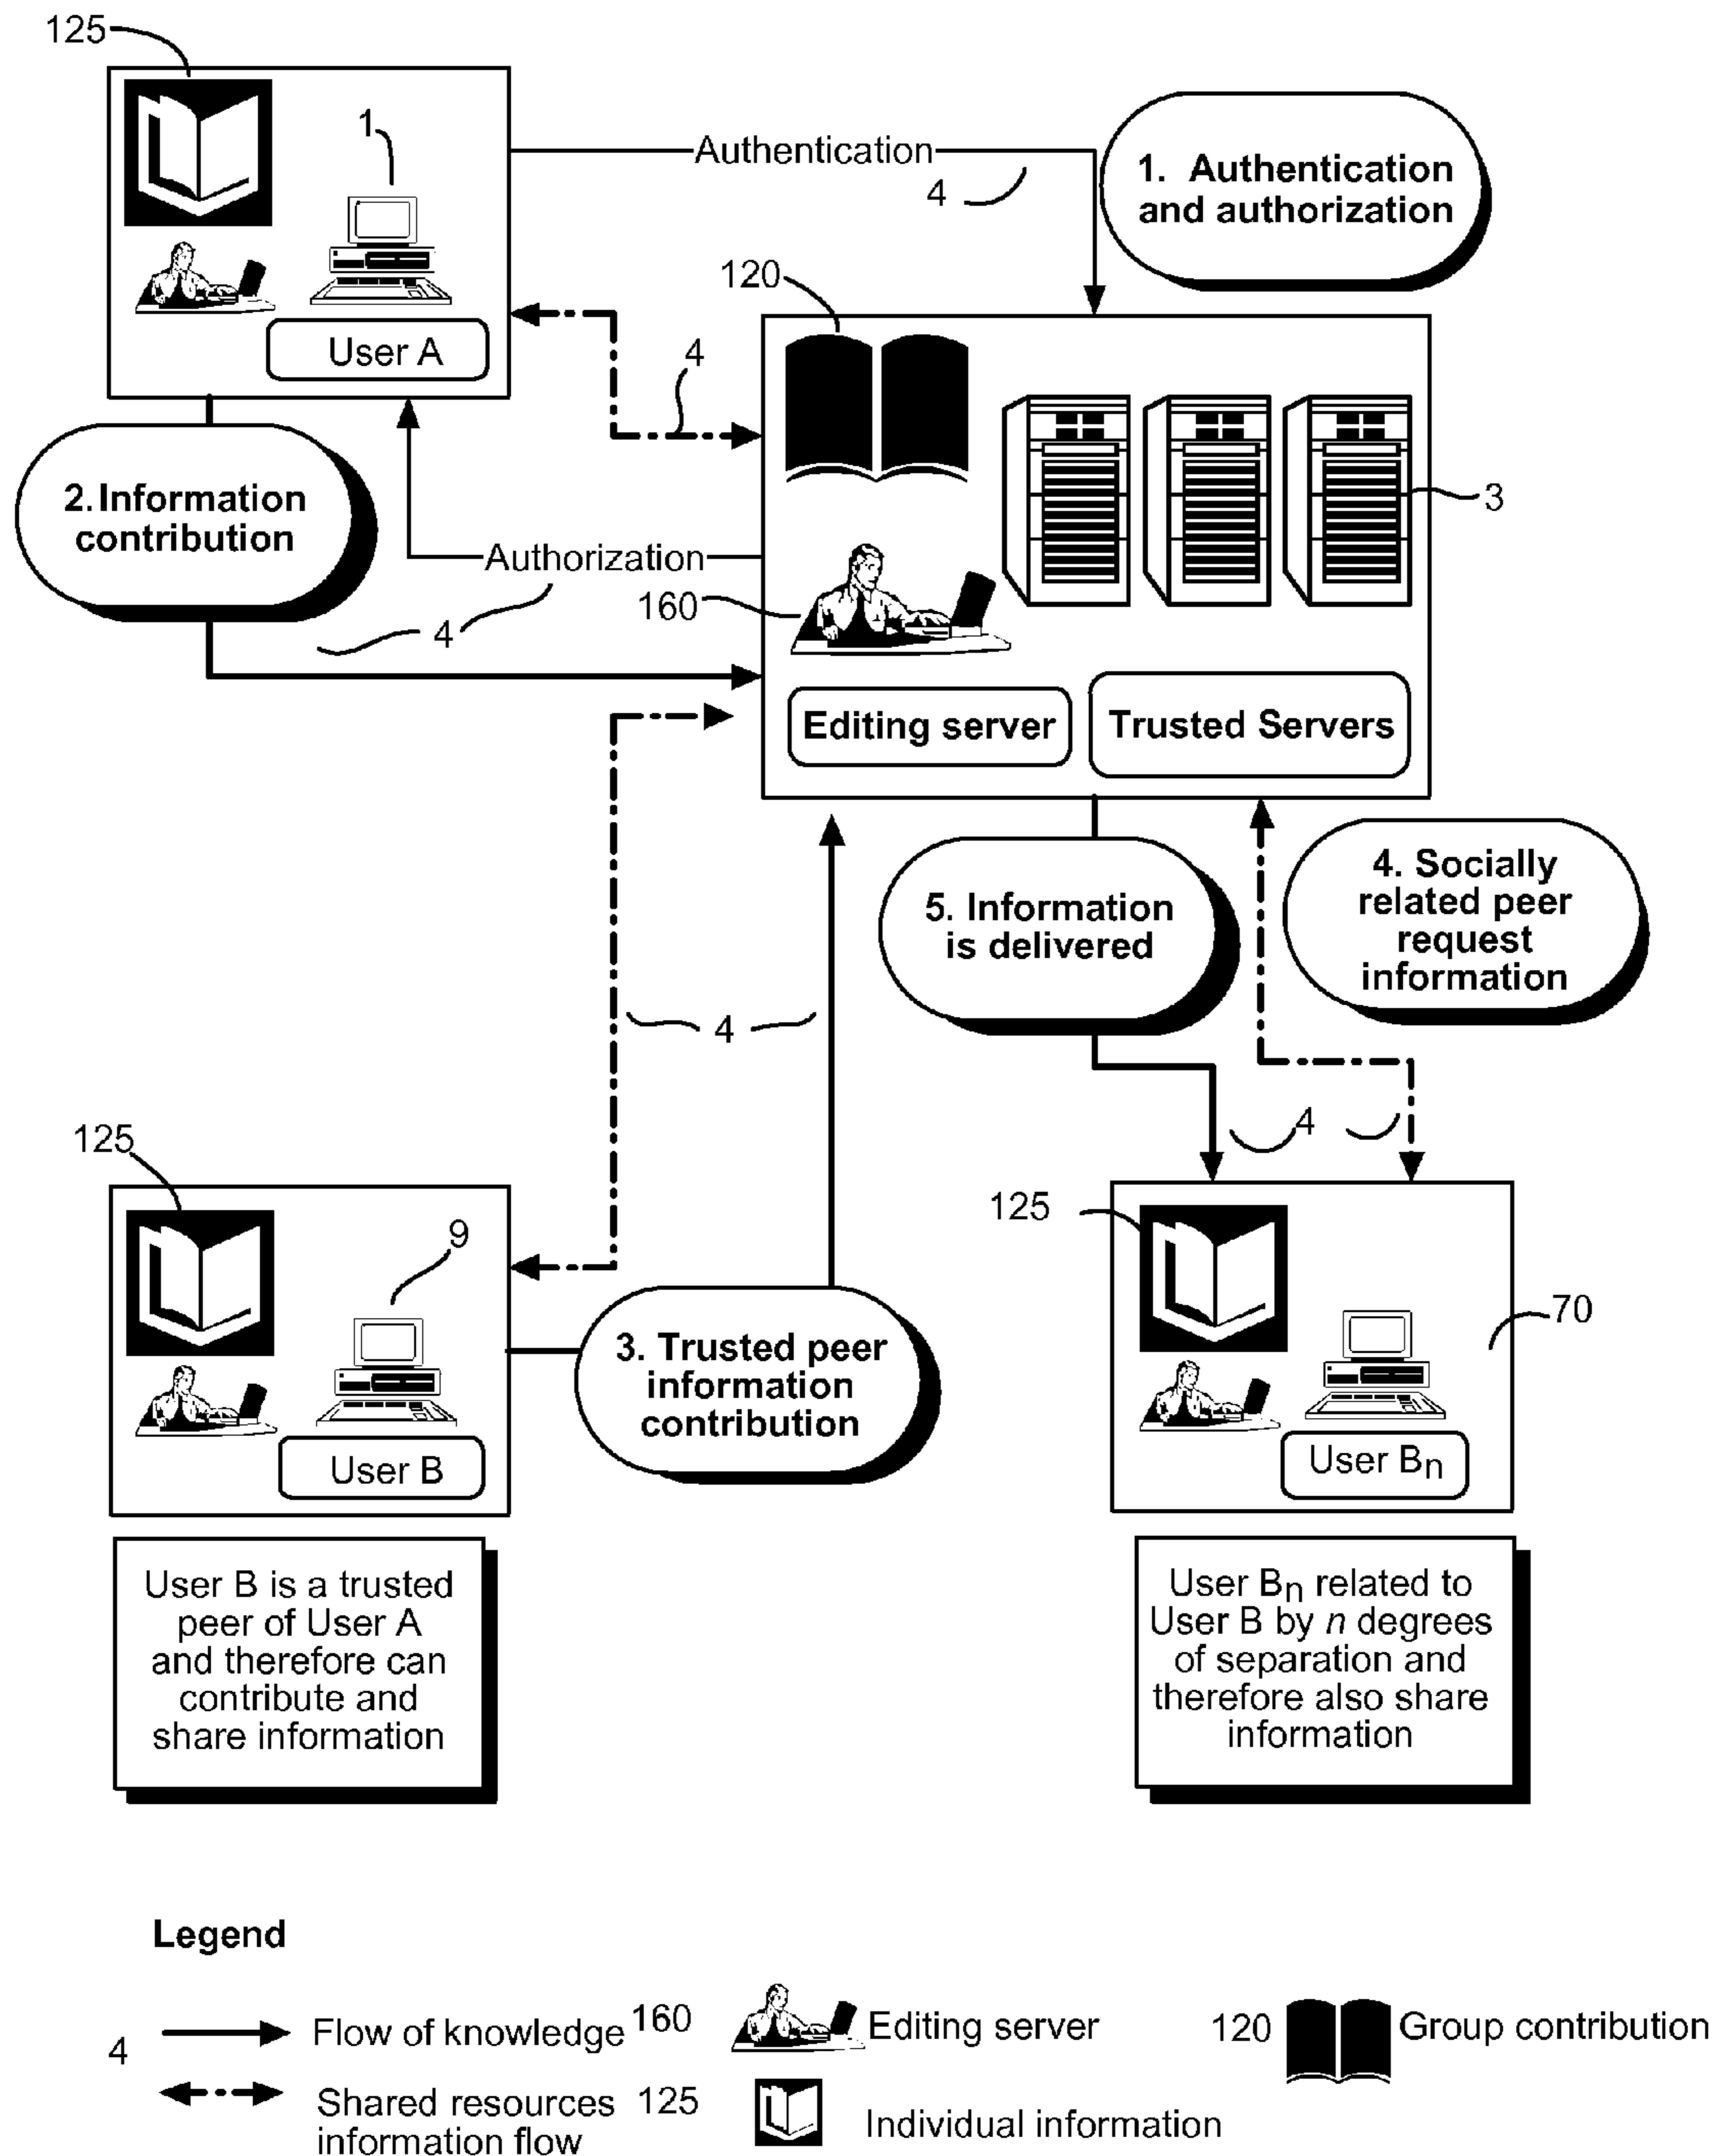 125
1
Authentication
4
1. Authentication
and authorization
120
User A
4
2. Information
contribution
3
Authorization
160
4
Editing server
Trusted Servers
4. Socially
related peer
request
information
5. Information
is delivered
4
4
125
125
9
70
3. Trusted peer
information
contribution
User B
User Bn
User B is a trusted
peer of User A
and therefore can
contribute and
share information
User Bn related to
User B by n degrees
of separation and
therefore also share
information
Legend
4
Flow of knowledge
160
Editing server
120
Group contribution
Shared resources
information flow
125
Individual information